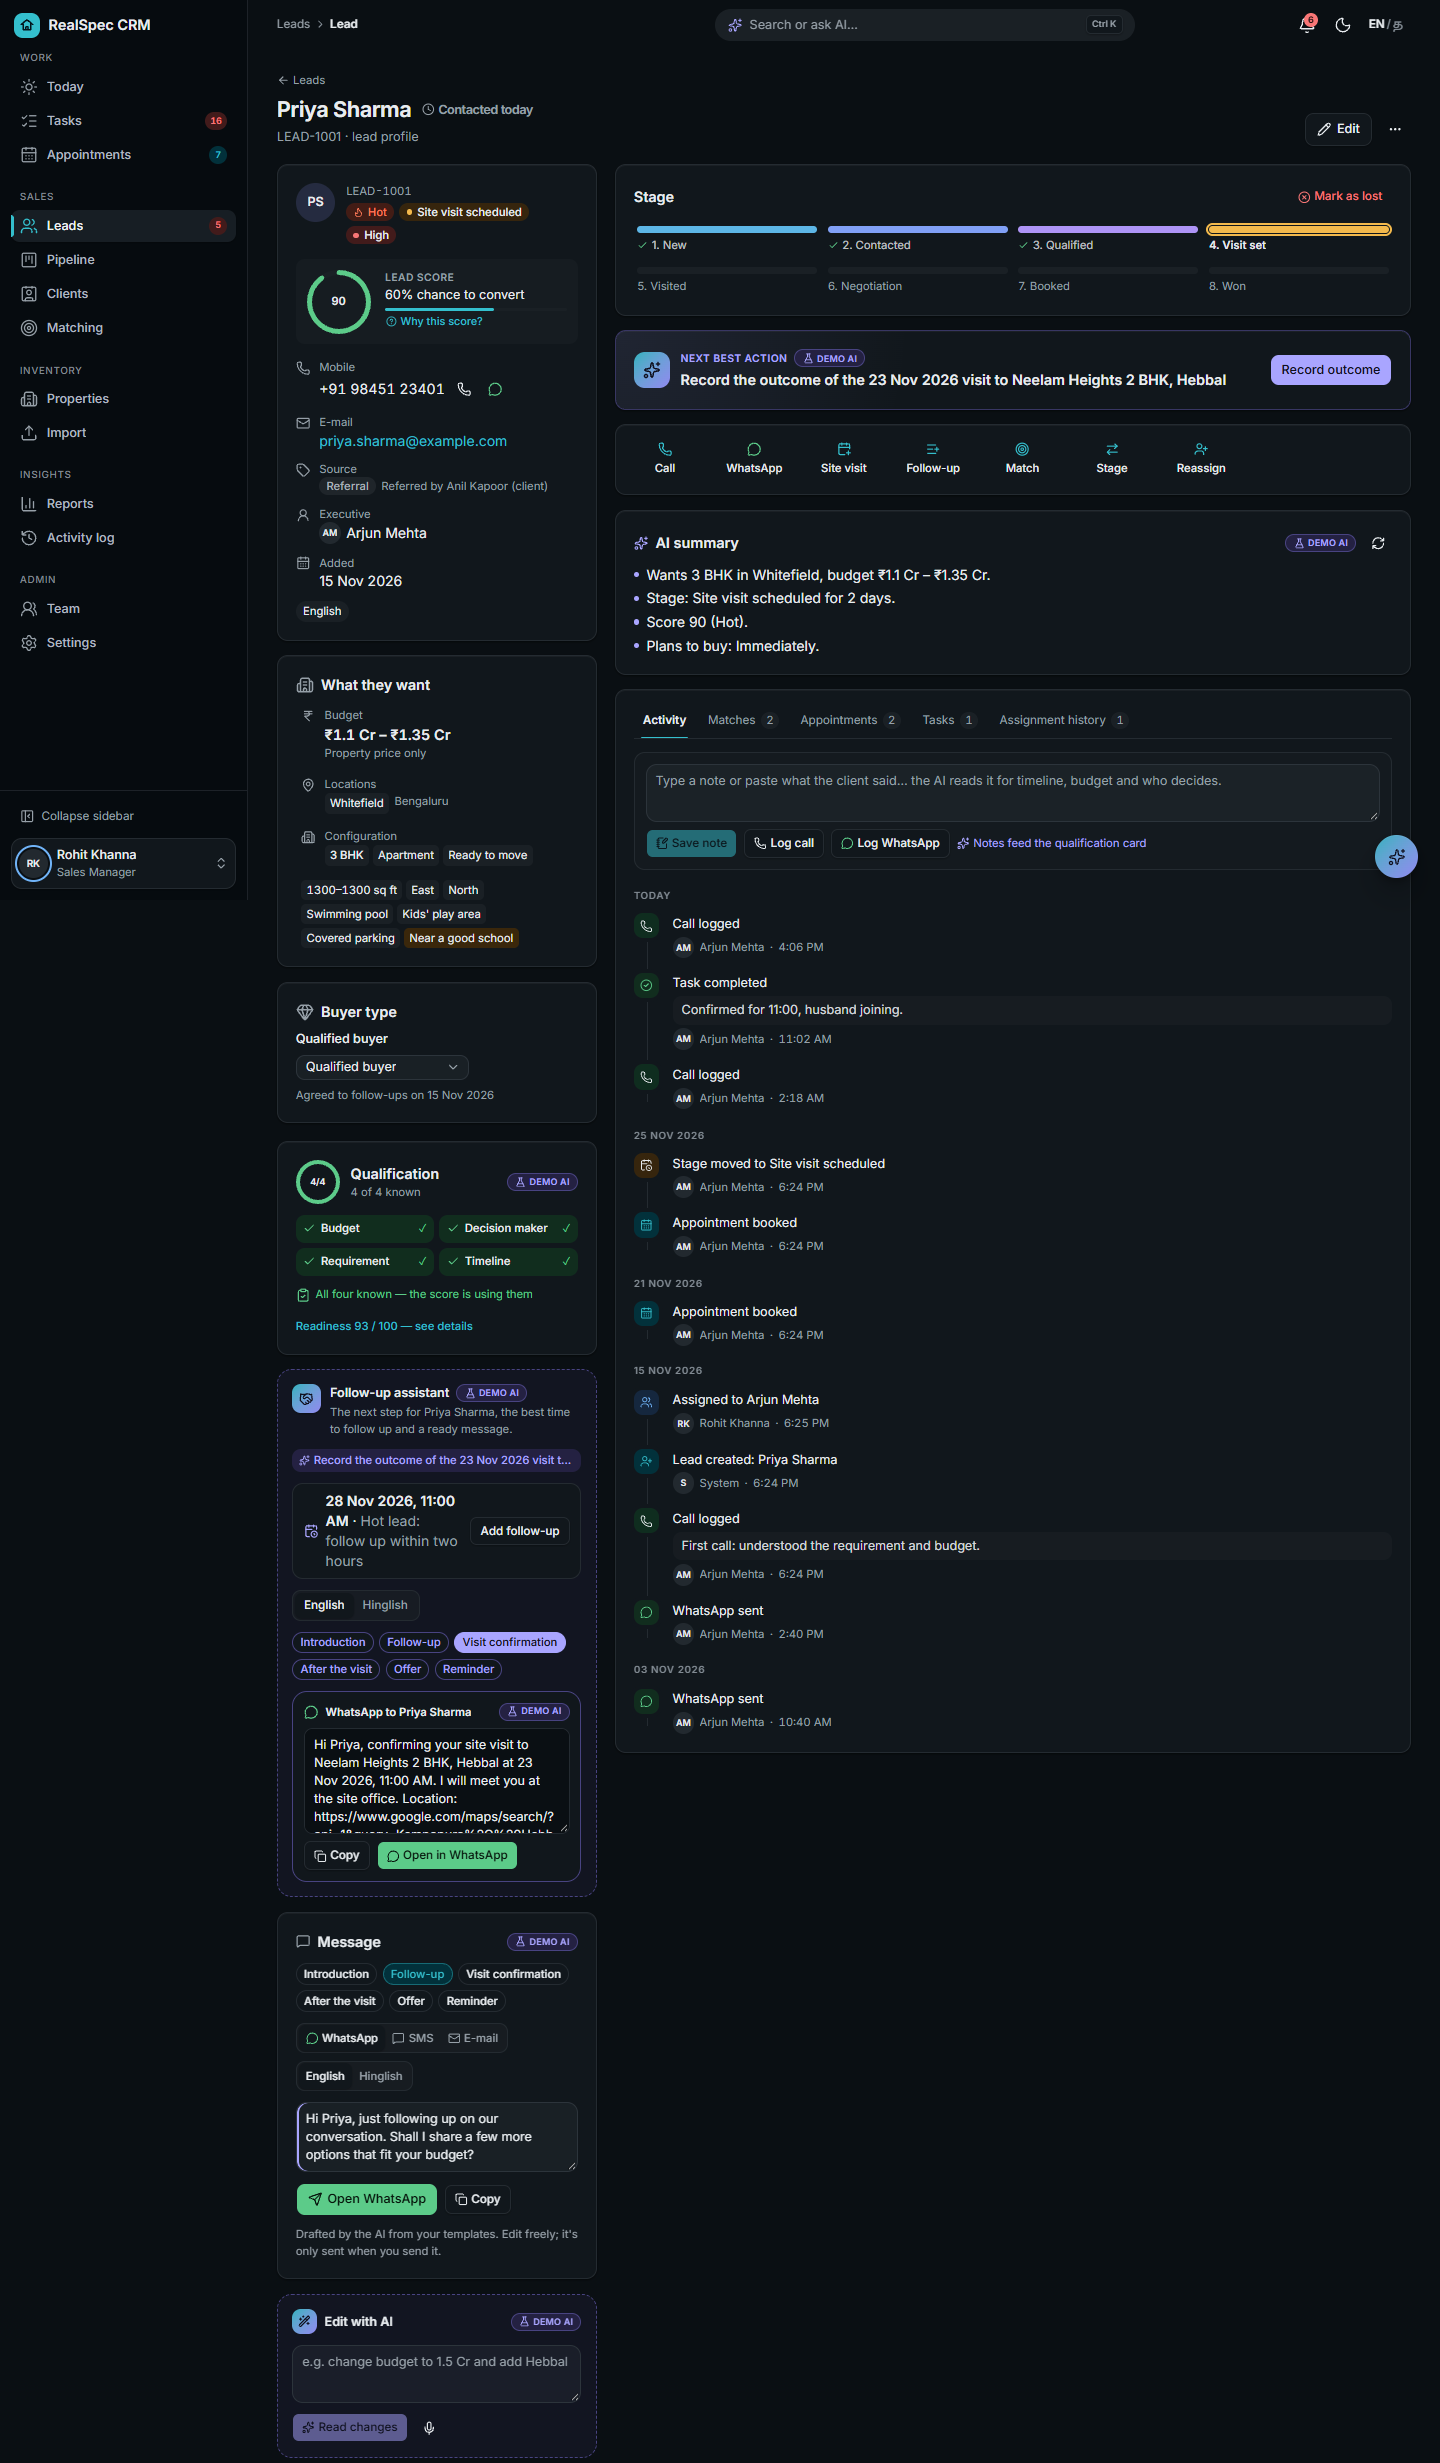 RealSpec CRM
WORK
Today
Tasks 16
Appointments 7
SALES
Leads 5
Pipeline
Clients
Matching
INVENTORY
Properties
Import
INSIGHTS
Reports
Activity log
ADMIN
Team
Settings
Collapse sidebar
RK Rohit Khanna
Sales Manager
Leads > Lead
Search or ask AI... Ctrl K
6
EN / த
← Leads
Priya Sharma Contacted today
LEAD-1001 · lead profile
Edit
PS LEAD-1001
Hot Site visit scheduled
High
90 LEAD SCORE
60% chance to convert
Why this score?
Mobile
+91 98451 23401
E-mail
priya.sharma@example.com
Source
Referral Referred by Anil Kapoor (client)
Executive
AM Arjun Mehta
Added
15 Nov 2026
English
What they want
Budget
₹1.1 Cr – ₹1.35 Cr
Property price only
Locations
Whitefield Bengaluru
Configuration
3 BHK Apartment Ready to move
1300–1300 sq ft East North
Swimming pool Kids' play area
Covered parking Near a good school
Buyer type
Qualified buyer
Qualified buyer
Agreed to follow-ups on 15 Nov 2026
4/4 Qualification DEMO AI
4 of 4 known
Budget ✓ Decision maker ✓
Requirement ✓ Timeline ✓
All four known — the score is using them
Readiness 93 / 100 — see details
Follow-up assistant DEMO AI
The next step for Priya Sharma, the best time
to follow up and a ready message.
Record the outcome of the 23 Nov 2026 visit t...
28 Nov 2026, 11:00
AM · Hot lead:
follow up within two
hours
Add follow-up
English Hinglish
Introduction Follow-up Visit confirmation
After the visit Offer Reminder
WhatsApp to Priya Sharma DEMO AI
Hi Priya, confirming your site visit to
Neelam Heights 2 BHK, Hebbal at 23
Nov 2026, 11:00 AM. I will meet you at
the site office. Location:
https://www.google.com/maps/search/?
Copy Open in WhatsApp
Message DEMO AI
Introduction Follow-up Visit confirmation
After the visit Offer Reminder
WhatsApp SMS E-mail
English Hinglish
Hi Priya, just following up on our
conversation. Shall I share a few more
options that fit your budget?
Open WhatsApp Copy
Drafted by the AI from your templates. Edit freely; it's
only sent when you send it.
Edit with AI DEMO AI
e.g. change budget to 1.5 Cr and add Hebbal
Read changes
Stage Mark as lost
1. New 2. Contacted 3. Qualified 4. Visit set
5. Visited 6. Negotiation 7. Booked 8. Won
NEXT BEST ACTION DEMO AI
Record the outcome of the 23 Nov 2026 visit to Neelam Heights 2 BHK, Hebbal
Record outcome
Call WhatsApp Site visit Follow-up Match Stage Reassign
AI summary DEMO AI
• Wants 3 BHK in Whitefield, budget ₹1.1 Cr – ₹1.35 Cr.
• Stage: Site visit scheduled for 2 days.
• Score 90 (Hot).
• Plans to buy: Immediately.
Activity Matches 2 Appointments 2 Tasks 1 Assignment history 1
Type a note or paste what the client said... the AI reads it for timeline, budget and who decides.
Save note Log call Log WhatsApp Notes feed the qualification card
TODAY
Call logged
AM Arjun Mehta · 4:06 PM
Task completed
Confirmed for 11:00, husband joining.
AM Arjun Mehta · 11:02 AM
Call logged
AM Arjun Mehta · 2:18 AM
25 NOV 2026
Stage moved to Site visit scheduled
AM Arjun Mehta · 6:24 PM
Appointment booked
AM Arjun Mehta · 6:24 PM
21 NOV 2026
Appointment booked
AM Arjun Mehta · 6:24 PM
15 NOV 2026
Assigned to Arjun Mehta
RK Rohit Khanna · 6:25 PM
Lead created: Priya Sharma
S System · 6:24 PM
Call logged
First call: understood the requirement and budget.
AM Arjun Mehta · 6:24 PM
WhatsApp sent
AM Arjun Mehta · 2:40 PM
03 NOV 2026
WhatsApp sent
AM Arjun Mehta · 10:40 AM